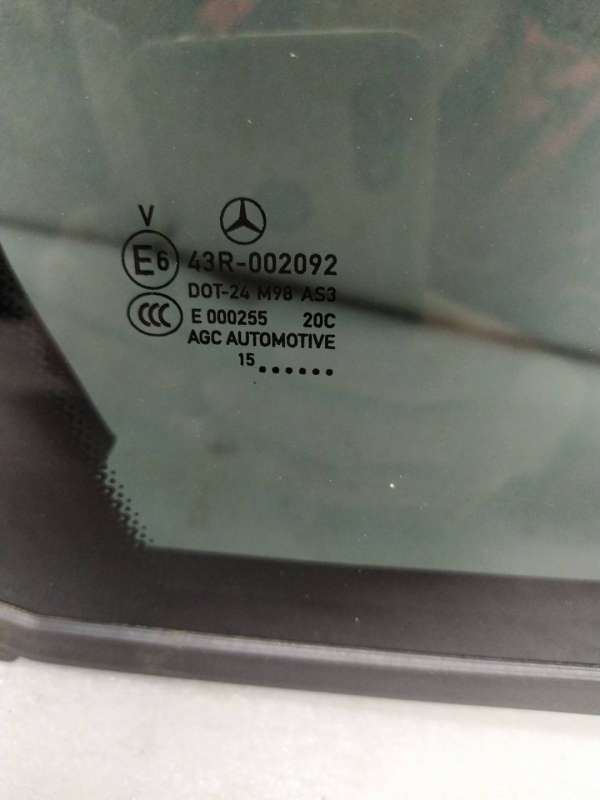 V
E6 43R-002092
DOT-24 M98 AS3
CCC E 000255 20C
AGC AUTOMOTIVE
15 ......